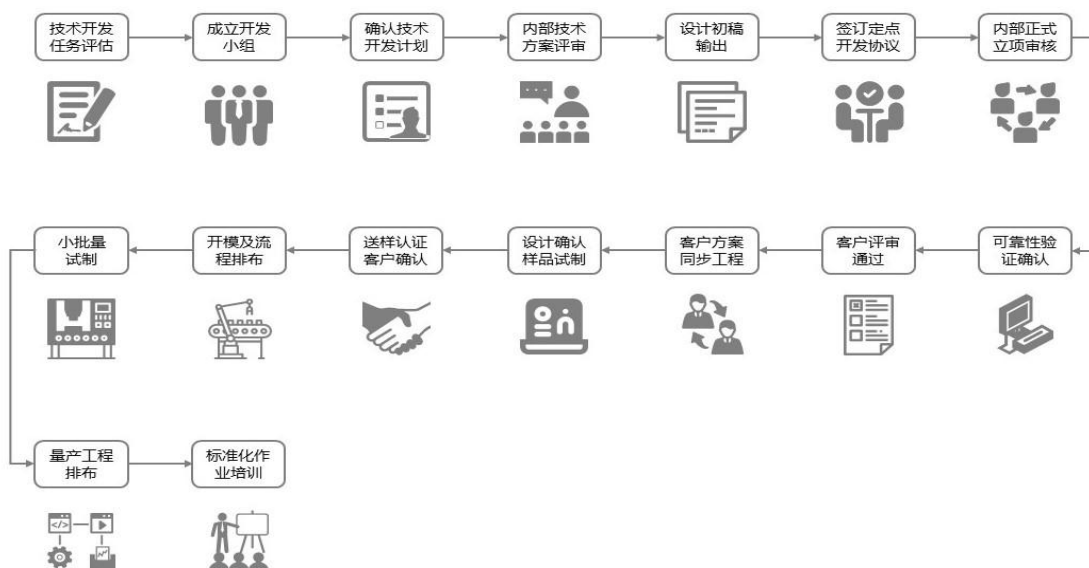 技术开发
任务评估
成立开发
小组
确认技术
开发计划
内部技术
方案评审
设计初稿
输出
签订定点
开发协议
内部正式
立项审核
小批量
试制
开模及流
程排布
送样认证
客户确认
设计确认
样品试制
客户方案
同步工程
客户评审
通过
可靠性验
证确认
量产工程
排布
标准化作
业培训